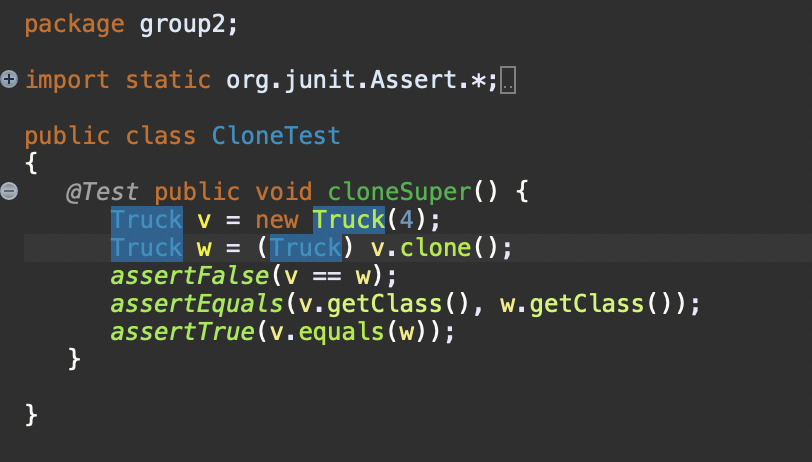 package group2;
import static org.junit.Assert.*;
public class CloneTest
{
@Test public void cloneSuper() {
Truck v = new Truck(4);
Truck w = (Truck) v.clone();
assertFalse(v == w);
assertEquals(v.getClass(), w.getClass());
assertTrue(v.equals(w));
}
}